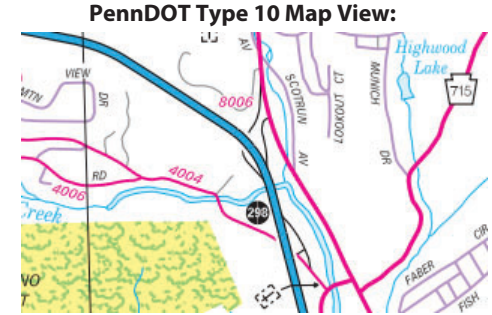 PennDOT Type 10 Map View:
AV
Highwood
Lake
VIEW
MTN
DR
8006
SCOTRUN
AV
LOOKOUT CT
MUNICH
DR
715
RD
4004
4006
Creek
298
FABER
CIR
FISH
NO
T